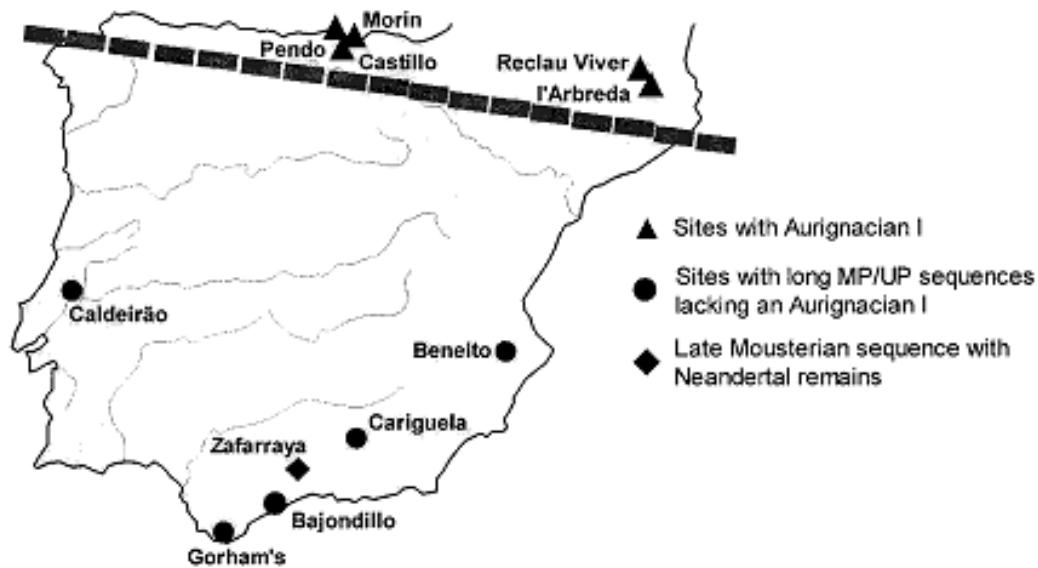 Morín
Pendo
Castillo
Reclau Viver
l'Arbreda
Sites with Aurignacian I
Sites with long MP/UP sequences
lacking an Aurignacian I
Caldeirão
Beneito
Late Mousterian sequence with
Neandertal remains
Cariguela
Zafarraya
Bajondillo
Gorham's